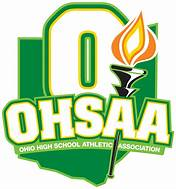 O
OHSAA
OHIO HIGH SCHOOL ATHLETIC ASSOCIATION